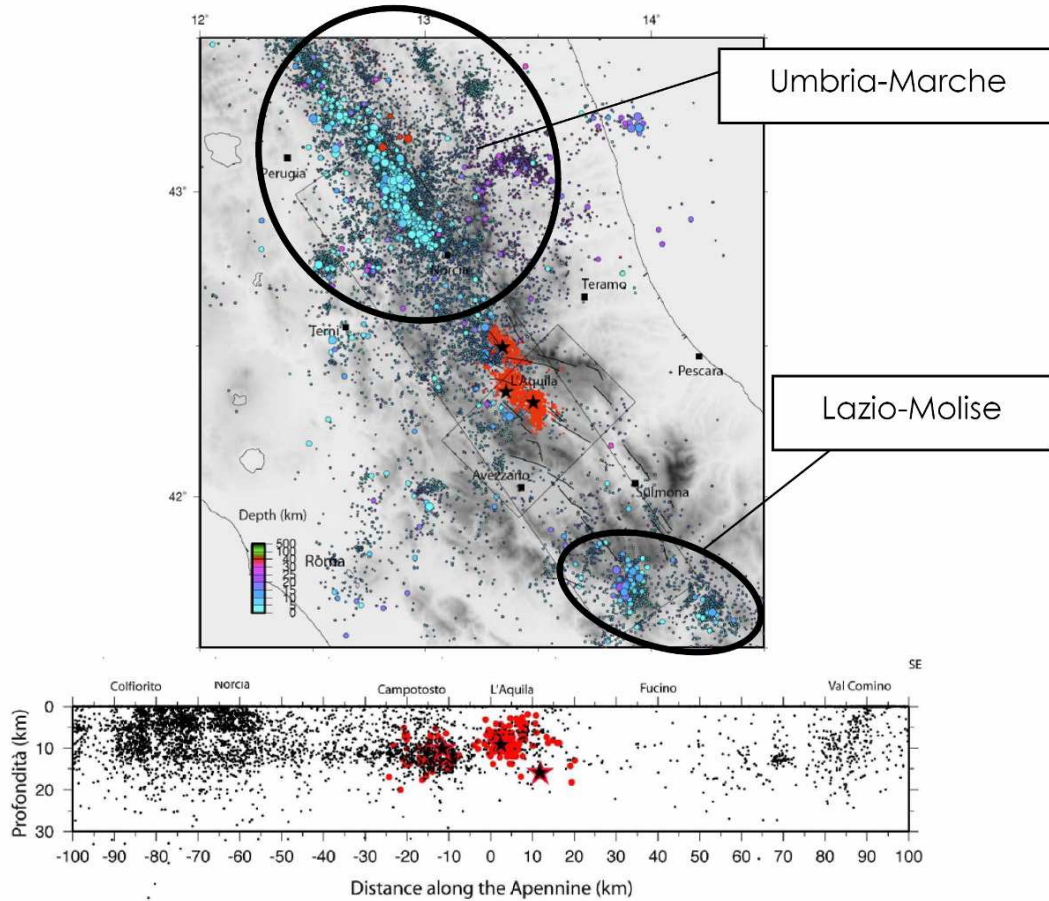 12°
13
14°
Umbria-Marche
Perugia
43°
Norcia
Teramo
Terni
Pescara
L'Aquila
Lazio-Molise
Avezzano
Sulmona
42°
Depth (km)
500
100
40
30
25
20
15
10
5
0
Roma
SE
Colfiorito
Norcia
Campotosto
L'Aquila
Fucino
Val Comino
0
10
20
30
Profondità (km)
-100 -90 -80 -70 -60 -50 -40 -30 -20 -10 0 10 20 30 40 50 60 70 80 90 100
Distance along the Apennine (km)